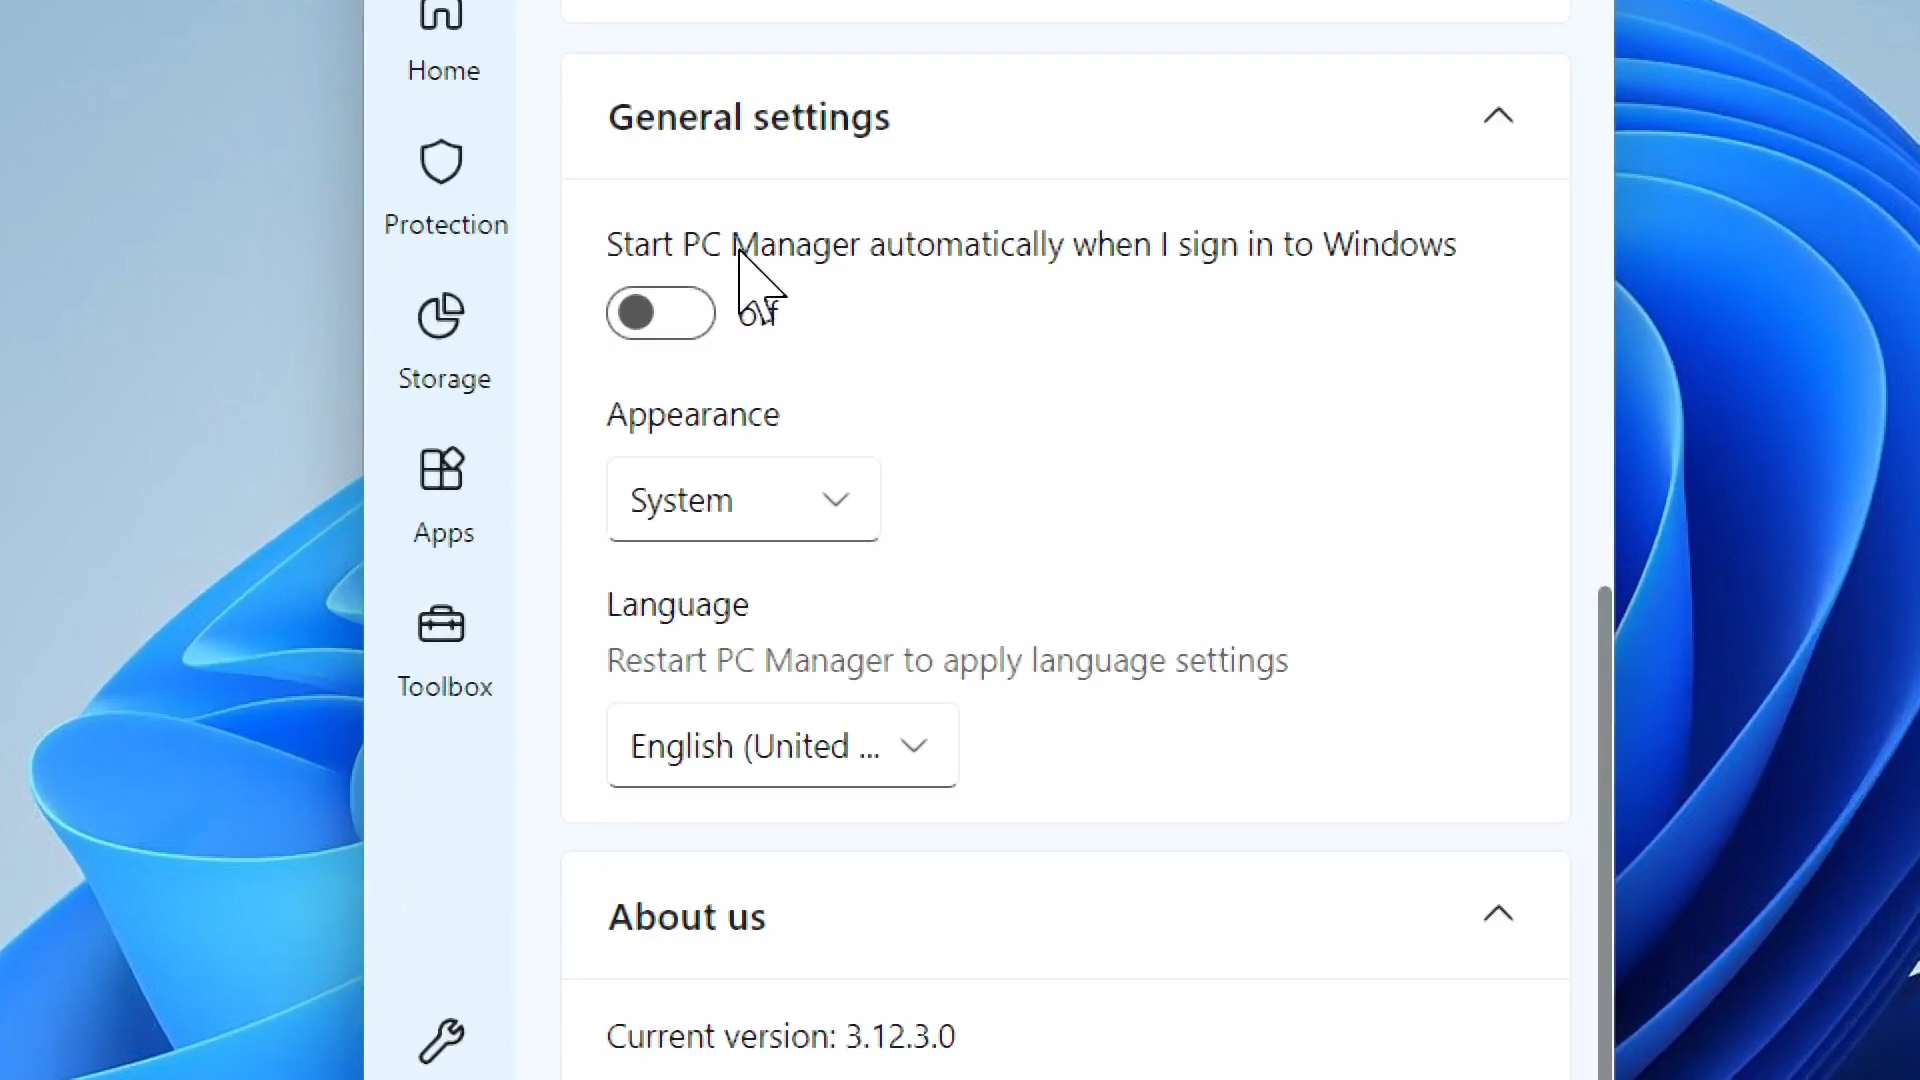 Home
Protection
Storage
Apps
Toolbox
General settings
Start PC Manager automatically when I sign in to Windows
Appearance
System
Language
Restart PC Manager to apply language settings
English (United ...
About us
Current version: 3.12.3.0